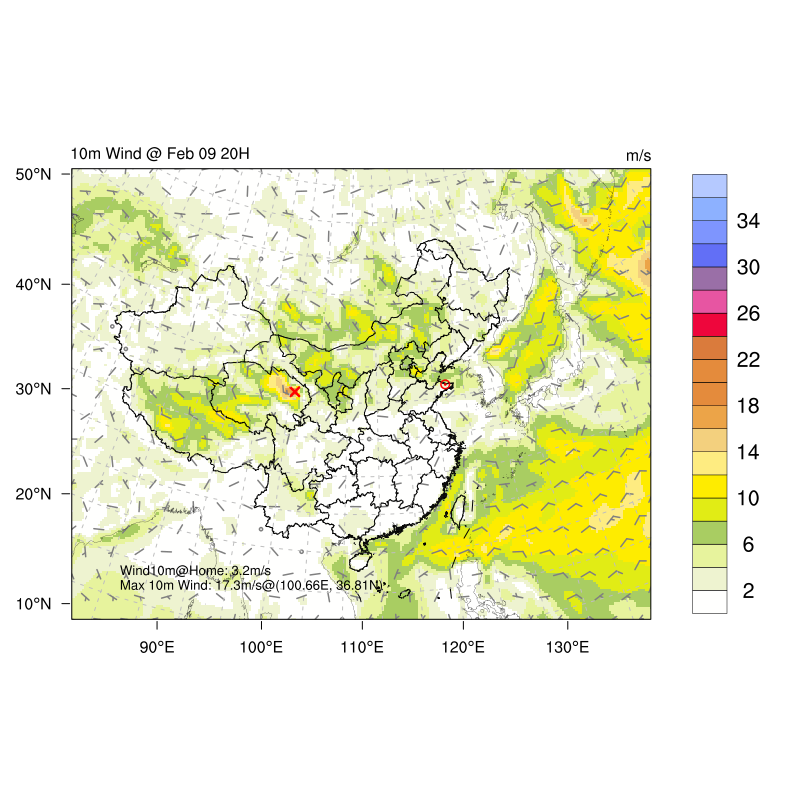 10m Wind @ Feb 09 20H
m/s
50°N
40°N
30°N
20°N
10°N
34
30
26
22
18
14
10
6
2
Wind10m@Home: 3.2m/s
Max 10m Wind: 17.3m/s@(100.66E, 36.81N)
90°E
100°E
110°E
120°E
130°E